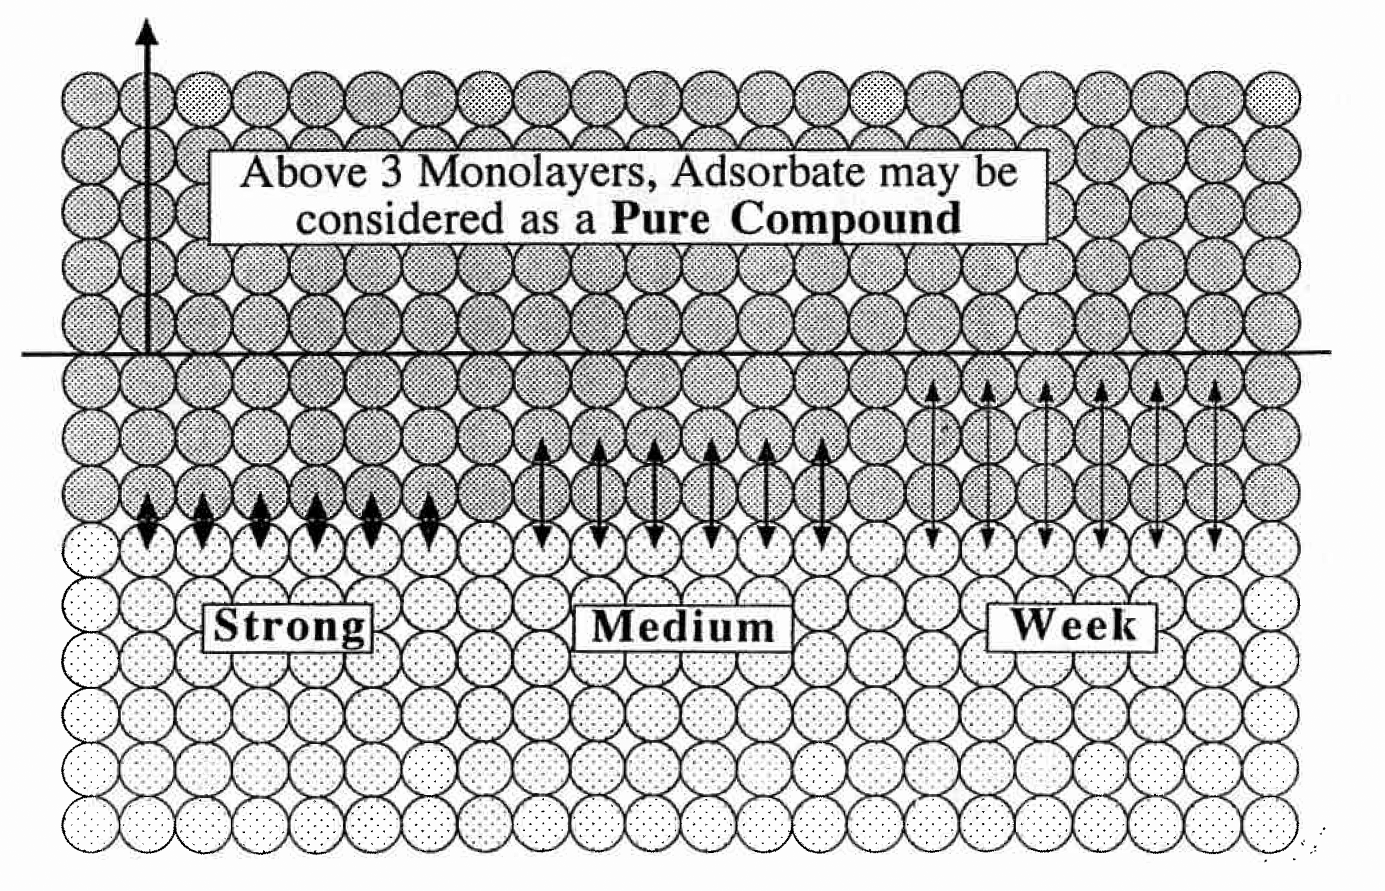 Above 3 Monolayers, Adsorbate may be
considered as a Pure Compound
Strong
Medium
Week